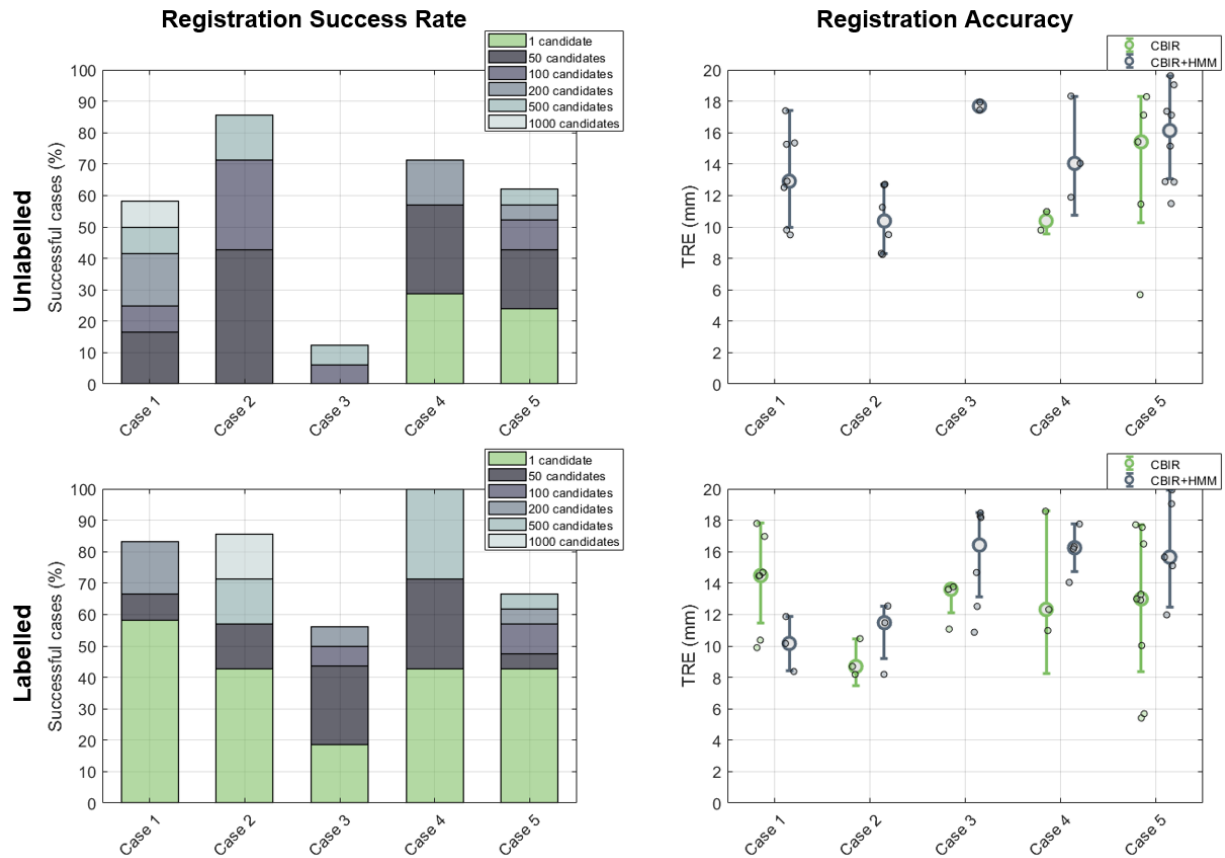 Registration Success Rate
Registration Accuracy
Unlabelled
Successful cases (%)
100
90
80
70
60
50
40
30
20
10
0
1 candidate
50 candidates
100 candidates
200 candidates
500 candidates
1000 candidates
Case 1
Case 2
Case 3
Case 4
Case 5
TRE (mm)
20
18
16
14
12
10
8
6
4
2
0
CBIR
CBIR+HMM
Case 1
Case 2
Case 3
Case 4
Case 5
Labelled
Successful cases (%)
100
90
80
70
60
50
40
30
20
10
0
1 candidate
50 candidates
100 candidates
200 candidates
500 candidates
1000 candidates
Case 1
Case 2
Case 3
Case 4
Case 5
TRE (mm)
20
18
16
14
12
10
8
6
4
2
0
CBIR
CBIR+HMM
Case 1
Case 2
Case 3
Case 4
Case 5